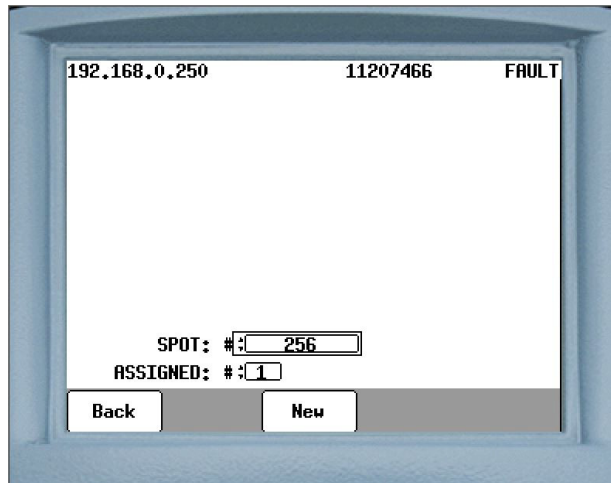 192.168.0.250 11207466 FAULT
SPOT: # 256
ASSIGNED: # 1
Back New